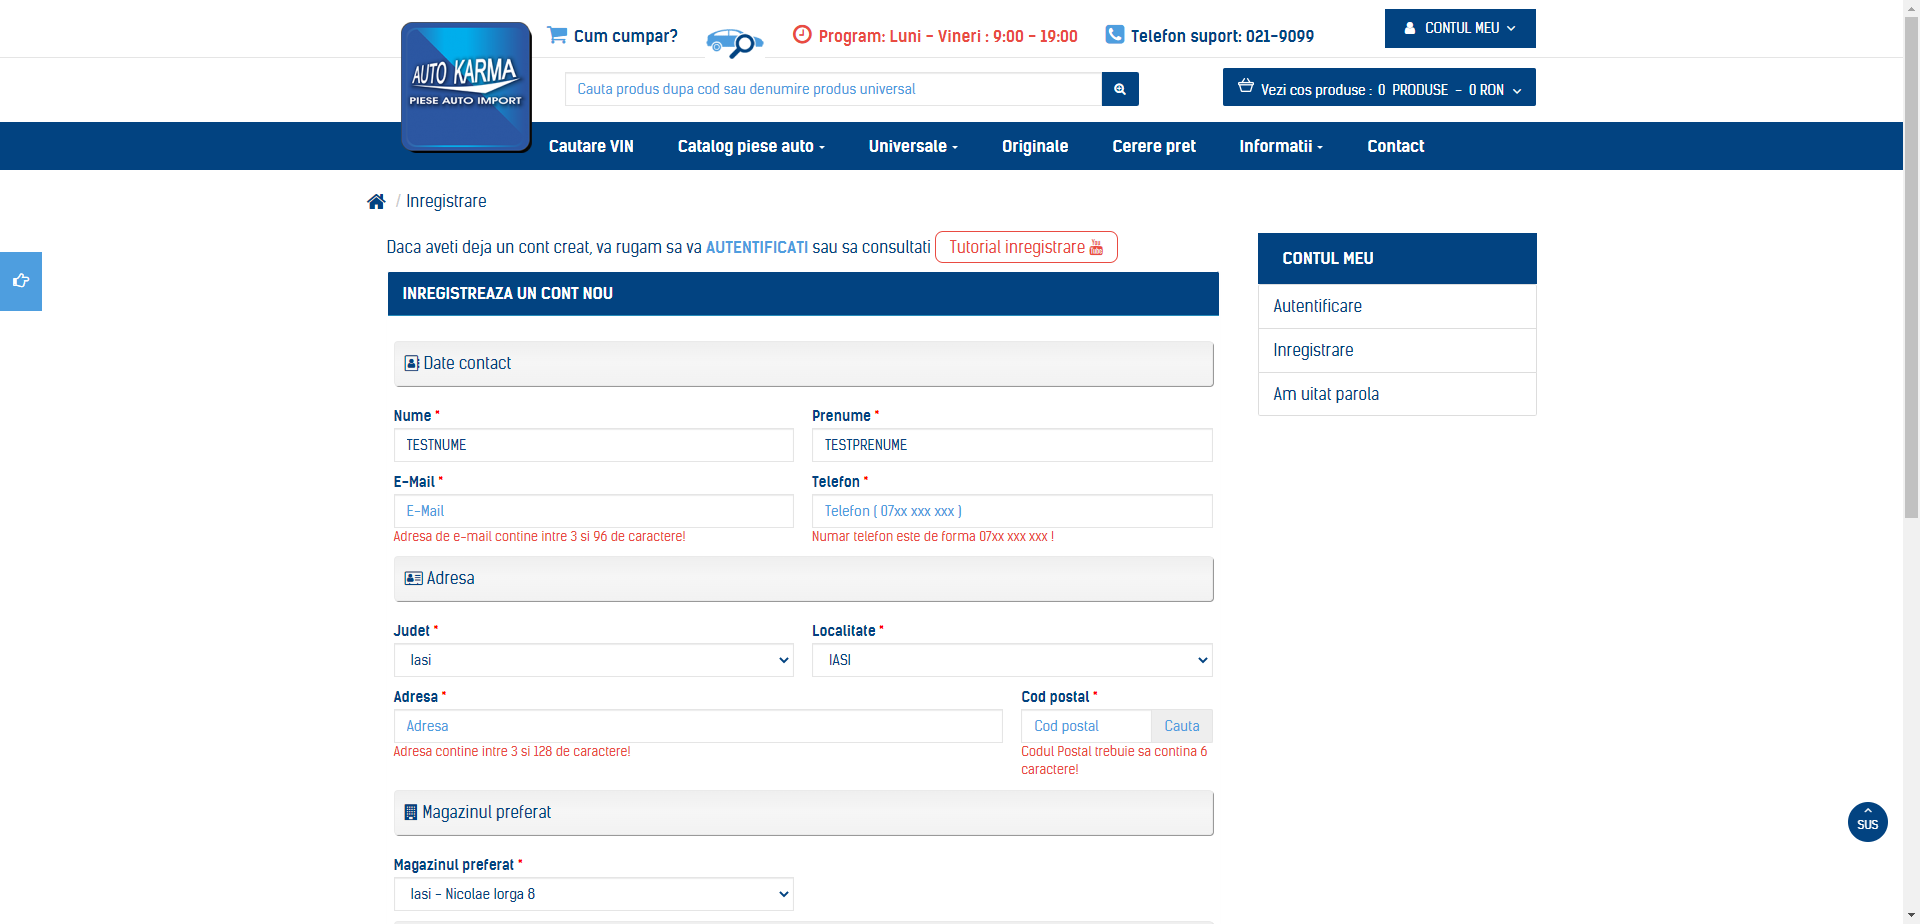 Cum cumpar?
Program: Luni - Vineri : 9:00 - 19:00
Telefon suport: 021-9099
CONTUL MEU
AUTO KARMA
PIESE AUTO IMPORT
Cauta produs dupa cod sau denumire produs universal
Vezi cos produse : 0 PRODUSE - 0 RON
Cautare VIN
Catalog piese auto
Universale
Originale
Cerere pret
Informatii
Contact
/ Inregistrare
Daca aveti deja un cont creat, va rugam sa va AUTENTIFICATI sau sa consultati Tutorial inregistrare You Tube
INREGISTREAZA UN CONT NOU
Date contact
Nume *
Prenume *
TESTNUME
TESTPRENUME
E-Mail *
Telefon *
E-Mail
Telefon ( 07xx xxx xxx )
Adresa de e-mail contine intre 3 si 96 de caractere!
Numar telefon este de forma 07xx xxx xxx !
Adresa
Judet *
Localitate *
Iasi
IASI
Adresa *
Cod postal *
Adresa
Cod postal
Cauta
Adresa contine intre 3 si 128 de caractere!
Codul Postal trebuie sa contina 6
caractere!
Magazinul preferat
Magazinul preferat *
Iasi - Nicolae Iorga 8
CONTUL MEU
Autentificare
Inregistrare
Am uitat parola
SUS